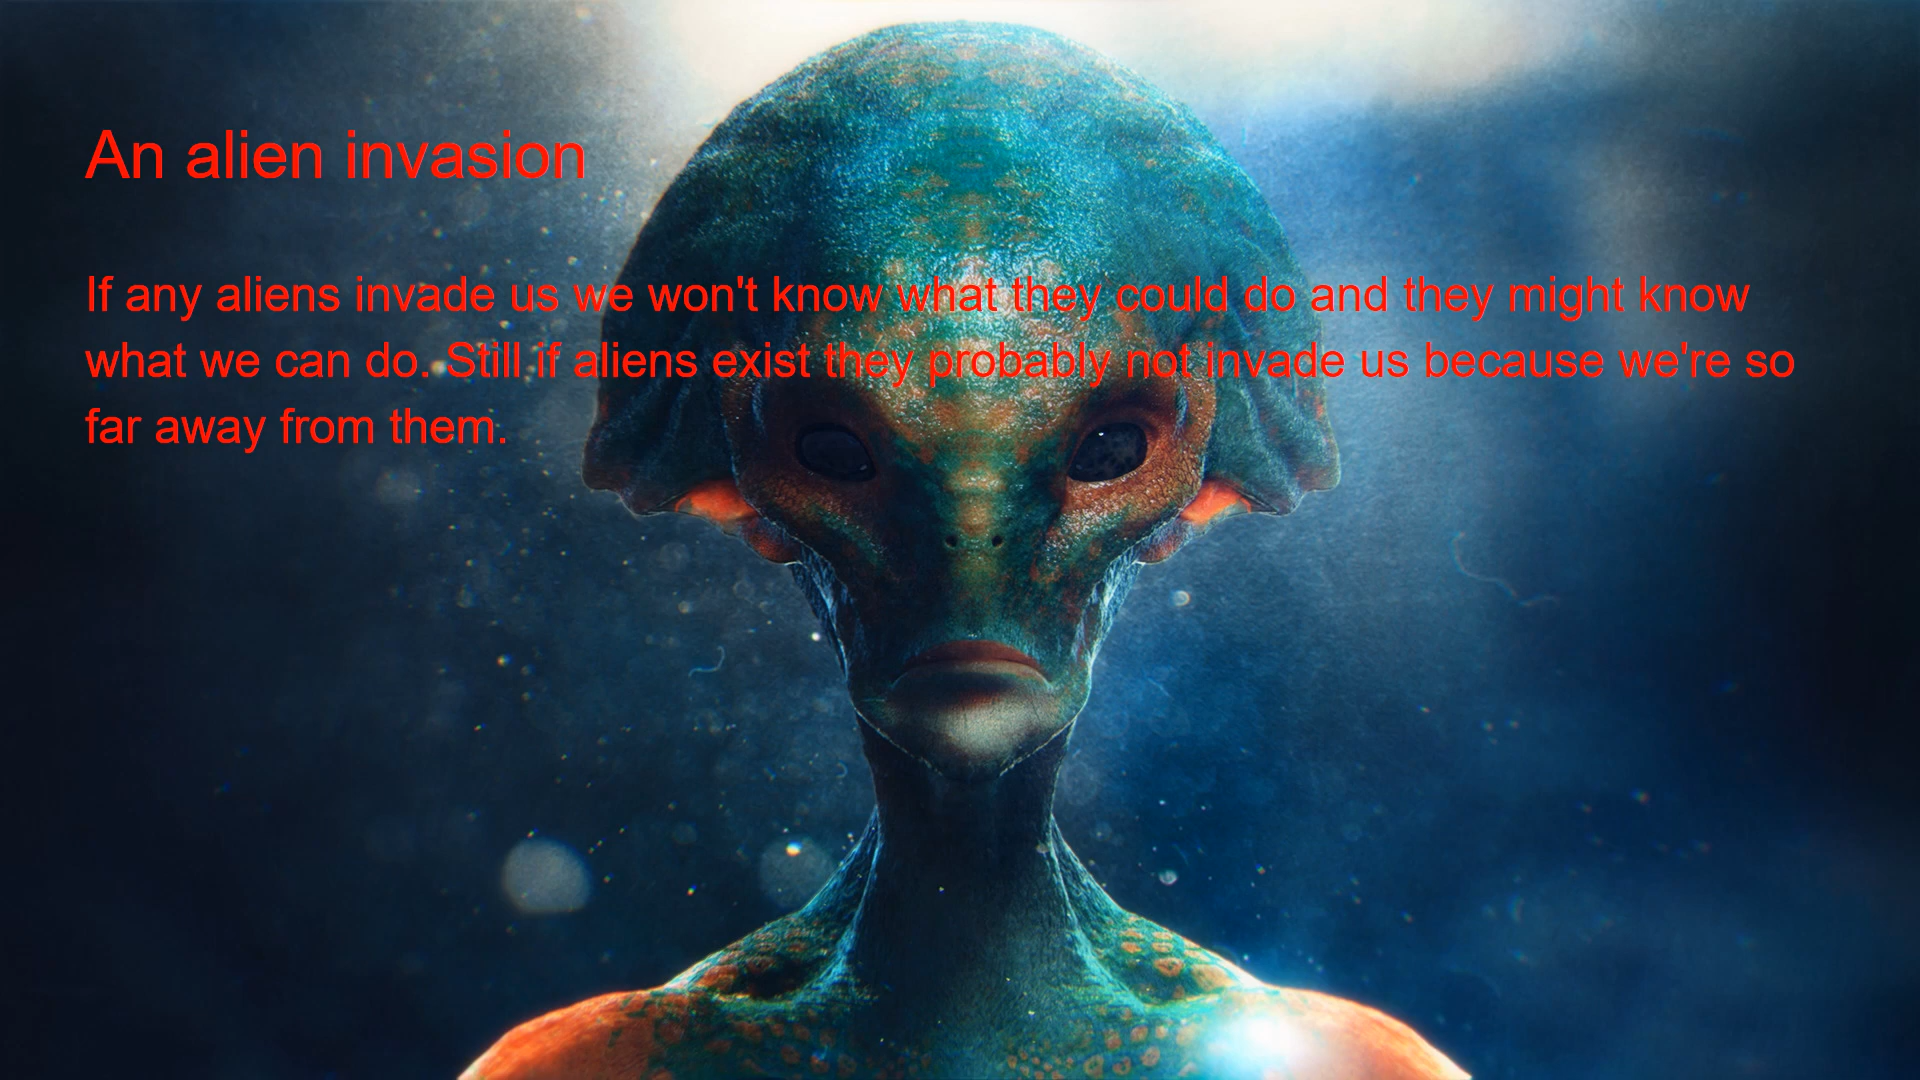 An alien invasion
If any aliens invade us we won't know what they could do and they might know
what we can do. Still if aliens exist they probably not invade us because we're so
far away from them.